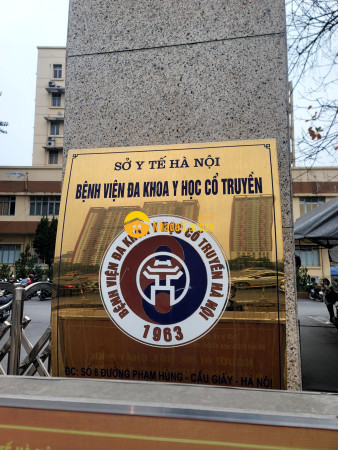 SỞ Y TẾ HÀ NỘI
BỆNH VIỆN ĐA KHOA Y HỌC CỔ TRUYỀN
BỆNH VIỆN ĐA KHOA Y HỌC CỔ TRUYỀN HÀ NỘI
1963
ĐC: SỐ 8 ĐƯỜNG PHẠM HÙNG - CẦU GIẤY - HÀ NỘI